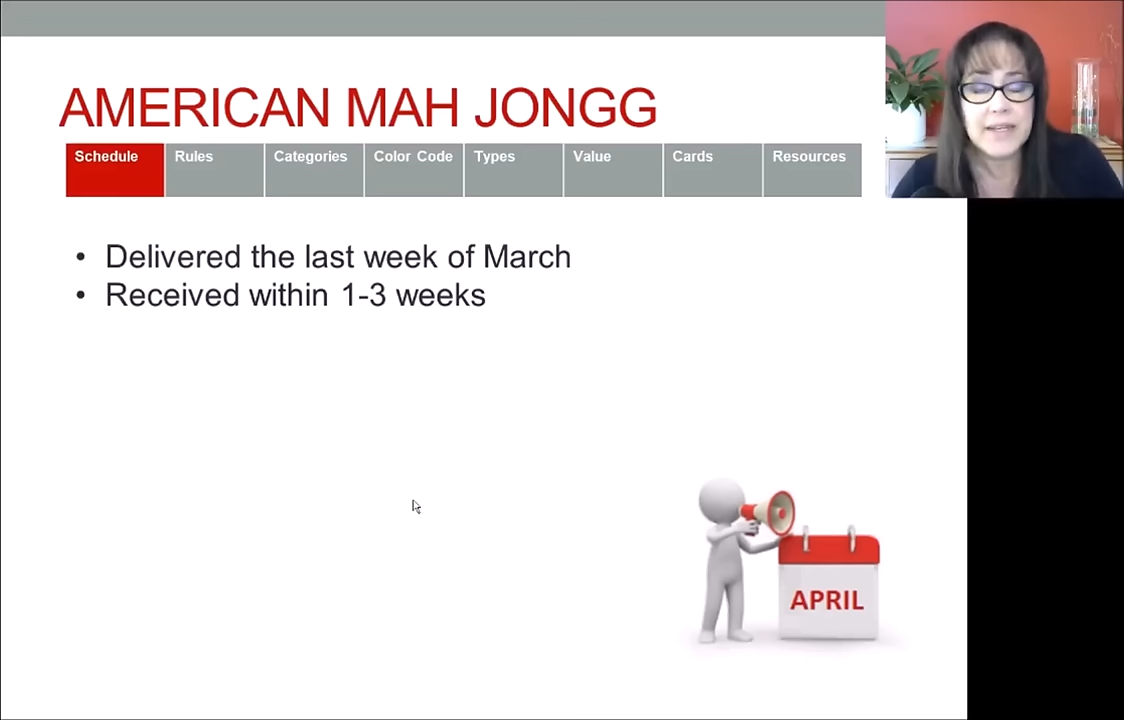 AMERICAN MAH JONGG
Schedule Rules Categories Color Code Types Value Cards Resources
• Delivered the last week of March
• Received within 1-3 weeks
APRIL